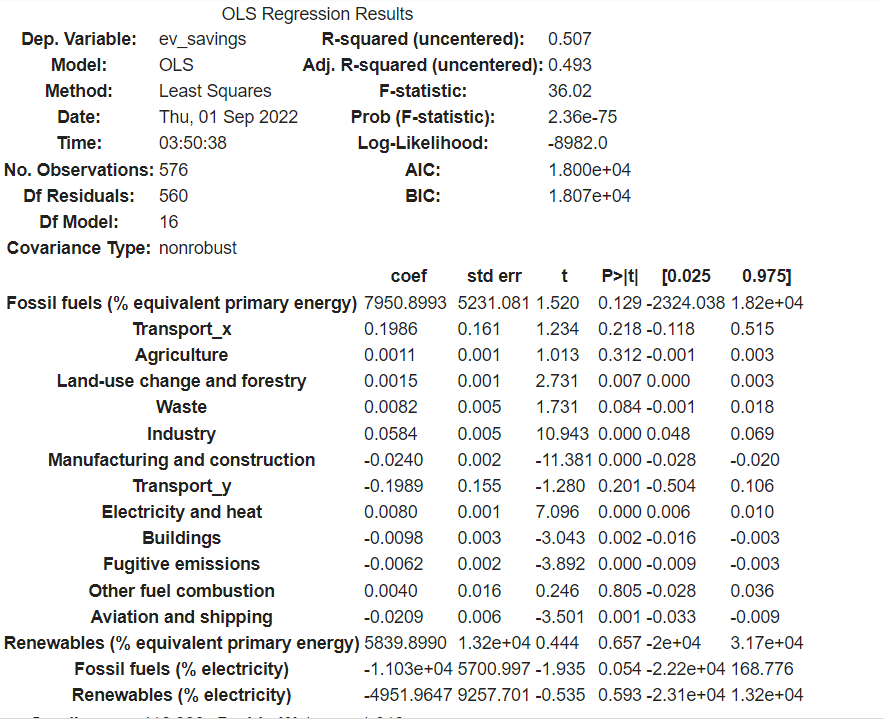 OLS Regression Results
Dep. Variable: ev_savings R-squared (uncentered): 0.507
Model: OLS Adj. R-squared (uncentered): 0.493
Method: Least Squares F-statistic: 36.02
Date: Thu, 01 Sep 2022 Prob (F-statistic): 2.36e-75
Time: 03:50:38 Log-Likelihood: -8982.0
No. Observations: 576 AIC: 1.800e+04
Df Residuals: 560 BIC: 1.807e+04
Df Model: 16
Covariance Type: nonrobust
coef std err t P>|t| [0.025 0.975]
Fossil fuels (% equivalent primary energy) 7950.8993 5231.081 1.520 0.129 -2324.038 1.82e+04
Transport_x 0.1986 0.161 1.234 0.218 -0.118 0.515
Agriculture 0.0011 0.001 1.013 0.312 -0.001 0.003
Land-use change and forestry 0.0015 0.001 2.731 0.007 0.000 0.003
Waste 0.0082 0.005 1.731 0.084 -0.001 0.018
Industry 0.0584 0.005 10.943 0.000 0.048 0.069
Manufacturing and construction -0.0240 0.002 -11.381 0.000 -0.028 -0.020
Transport_y -0.1989 0.155 -1.280 0.201 -0.504 0.106
Electricity and heat 0.0080 0.001 7.096 0.000 0.006 0.010
Buildings -0.0098 0.003 -3.043 0.002 -0.016 -0.003
Fugitive emissions -0.0062 0.002 -3.892 0.000 -0.009 -0.003
Other fuel combustion 0.0040 0.016 0.246 0.805 -0.028 0.036
Aviation and shipping -0.0209 0.006 -3.501 0.001 -0.033 -0.009
Renewables (% equivalent primary energy) 5839.8990 1.32e+04 0.444 0.657 -2e+04 3.17e+04
Fossil fuels (% electricity) -1.103e+04 5700.997 -1.935 0.054 -2.22e+04 168.776
Renewables (% electricity) -4951.9647 9257.701 -0.535 0.593 -2.31e+04 1.32e+04